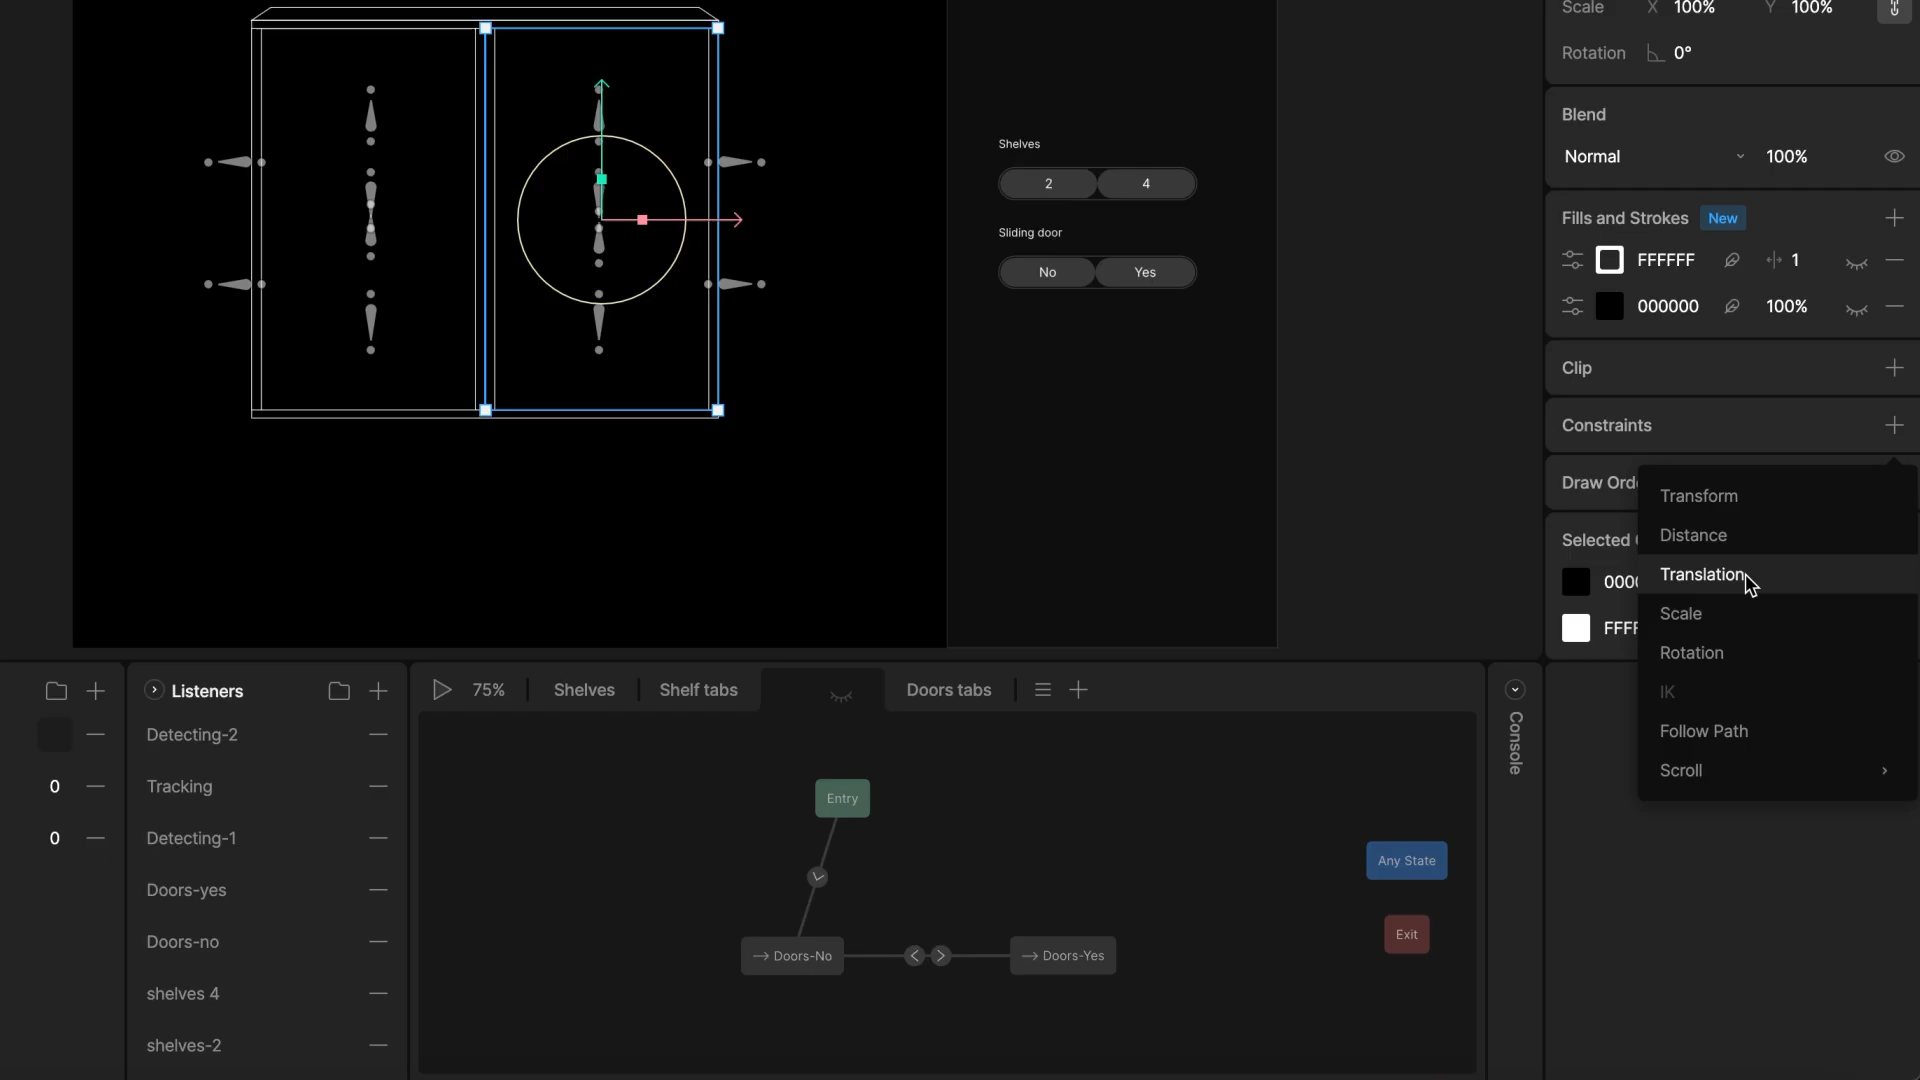 Scale X 100% Y 100%
Rotation 0°
Blend
Normal 100%
Fills and Strokes New
FFFFFF 1
000000 100%
Clip
Constraints
Draw Ord
Selected
000
FFF
Transform
Distance
Translation
Scale
Rotation
IK
Follow Path
Scroll
Shelves
2 4
Sliding door
No Yes
0
0
Listeners
Detecting-2
Tracking
Detecting-1
Doors-yes
Doors-no
shelves 4
shelves-2
75% Shelves Shelf tabs Doors tabs
Entry
Any State
Exit
Doors-No
Doors-Yes
Console